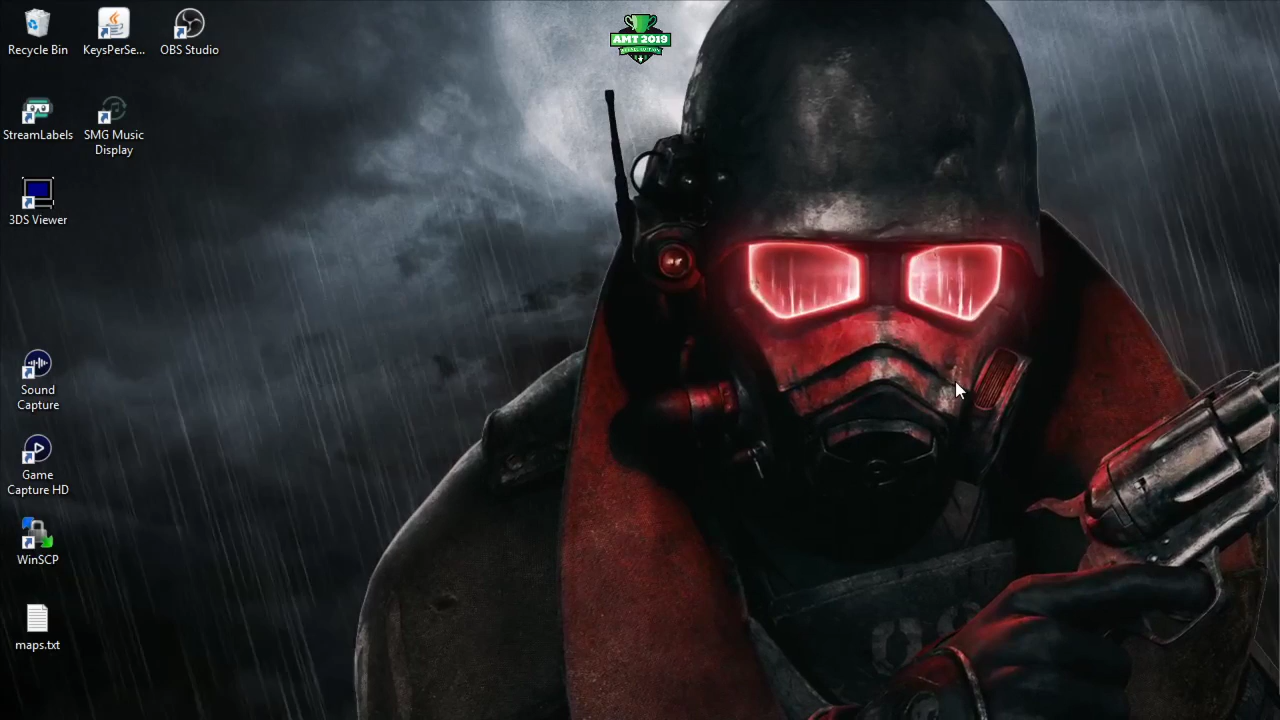 Recycle Bin
KeysPerSe...
OBS Studio
AMT 2019
StreamLabels
SMG Music
Display
3DS Viewer
Sound
Capture
Game
Capture HD
WinSCP
maps.txt